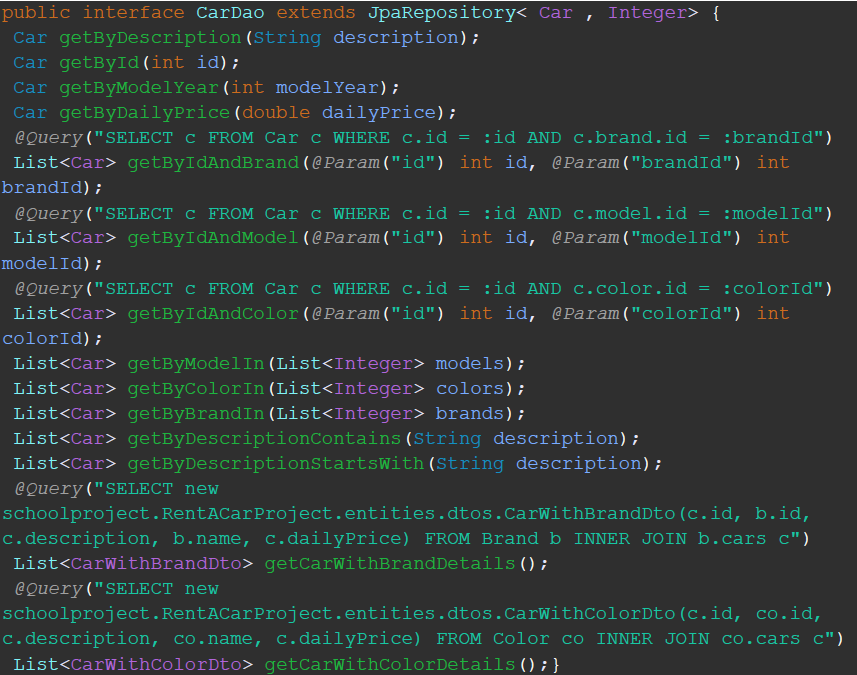 public interface CarDao extends JpaRepository< Car , Integer> {
Car getByDescription(String description);
Car getById(int id);
Car getByModelYear(int modelYear);
Car getByDailyPrice(double dailyPrice);
@Query("SELECT c FROM Car c WHERE c.id = :id AND c.brand.id = :brandId")
List<Car> getByIdAndBrand(@Param("id") int id, @Param("brandId") int
brandId);
@Query("SELECT c FROM Car c WHERE c.id = :id AND c.model.id = :modelId")
List<Car> getByIdAndModel(@Param("id") int id, @Param("modelId") int
modelId);
@Query("SELECT c FROM Car c WHERE c.id = :id AND c.color.id = :colorId")
List<Car> getByIdAndColor(@Param("id") int id, @Param("colorId") int
colorId);
List<Car> getByModelIn(List<Integer> models);
List<Car> getByColorIn(List<Integer> colors);
List<Car> getByBrandIn(List<Integer> brands);
List<Car> getByDescriptionContains(String description);
List<Car> getByDescriptionStartsWith(String description);
@Query("SELECT new
schoolproject.RentACarProject.entities.dtos.CarWithBrandDto(c.id, b.id,
c.description, b.name, c.dailyPrice) FROM Brand b INNER JOIN b.cars c")
List<CarWithBrandDto> getCarWithBrandDetails();
@Query("SELECT new
schoolproject.RentACarProject.entities.dtos.CarWithColorDto(c.id, co.id,
c.description, co.name, c.dailyPrice) FROM Color co INNER JOIN co.cars c")
List<CarWithColorDto> getCarWithColorDetails();}